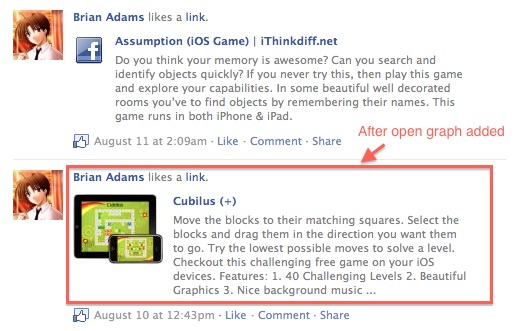 Brian Adams likes a link.
Assumption (iOS Game) | iThinkdiff.net
Do you think your memory is awesome? Can you search and
identify objects quickly? If you never try this, then play this game
and explore your capabilities. In some beautiful well decorated
rooms you've to find objects by remembering their names. This
game runs in both iPhone & iPad.
August 11 at 2:09am · Like · Comment · Share
After open graph added
Brian Adams likes a link.
Cubilus (+)
Move the blocks to their matching squares. Select the
blocks and drag them in the direction you want them
to go. Try the lowest possible moves to solve a level.
Checkout this challenging free game on your iOS
devices. Features: 1. 40 Challenging Levels 2. Beautiful
Graphics 3. Nice background music ...
August 10 at 12:43pm · Like · Comment · Share
Cubilus